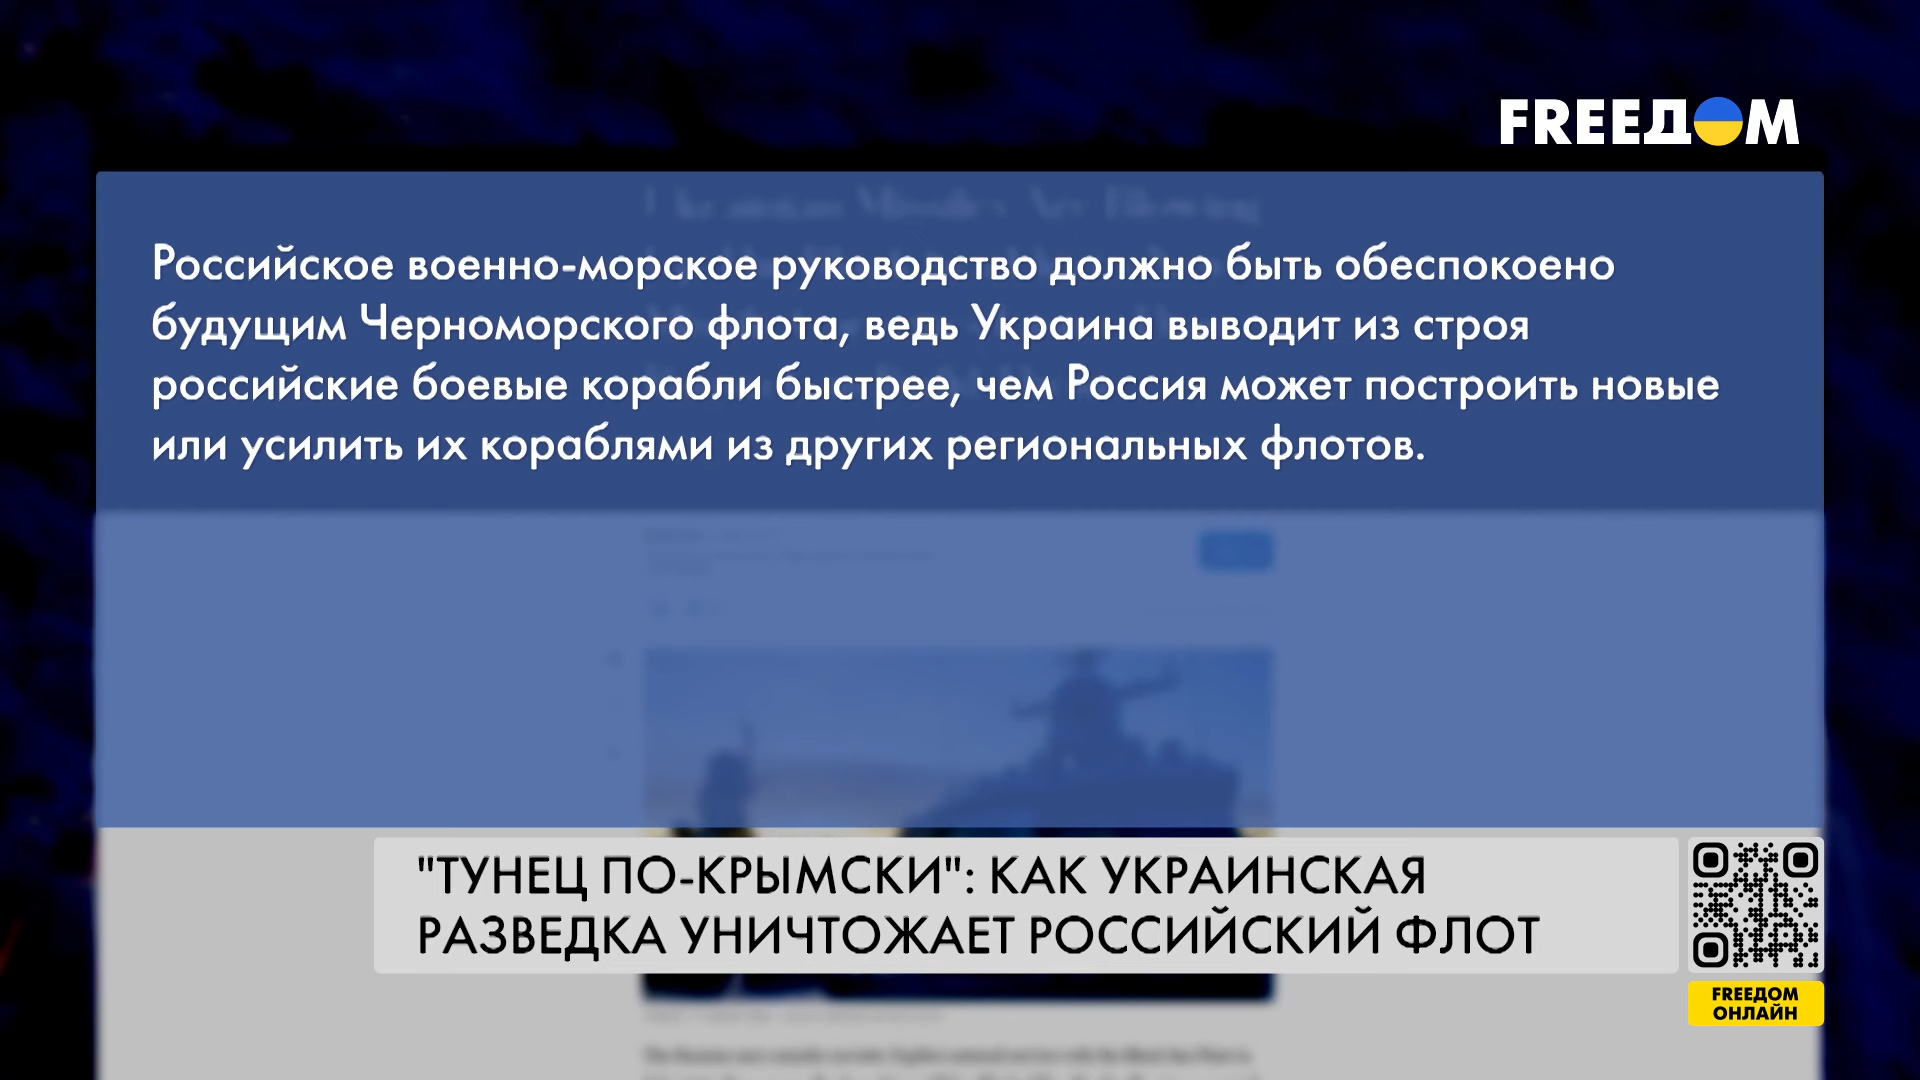 FREEДOM
Российское военно-морское руководство должно быть обеспокоено
будущим Черноморского флота, ведь Украина выводит из строя
российские боевые корабли быстрее, чем Россия может построить новые
или усилить их кораблями из других региональных флотов.
"ТУНЕЦ ПО-КРЫМСКИ": КАК УКРАИНСКАЯ
РАЗВЕДКА УНИЧТОЖАЕТ РОССИЙСКИЙ ФЛОТ
FREEДОМ
ОНЛАЙН